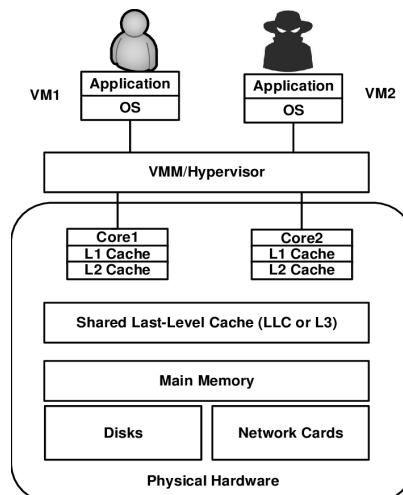 VM1
Application
OS
Application
OS
VM2
VMM/Hypervisor
Core1
L1 Cache
L2 Cache
Core2
L1 Cache
L2 Cache
Shared Last-Level Cache (LLC or L3)
Main Memory
Disks
Network Cards
Physical Hardware